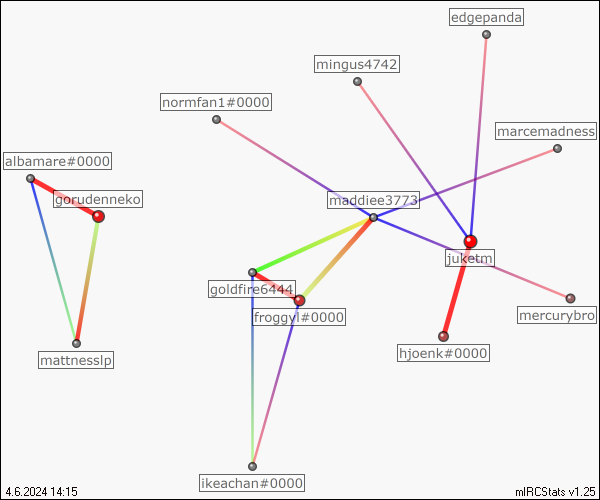 edgepanda
mingus4742
normfan1#0000
marcemadness
albamare#0000
gorudenneko
maddiee3773
juketm
goldfire6444
froggyl#0000
mercurybro
hjoenk#0000
mattnesslp
ikeachan#0000
4.6.2024 14:15
mIRCStats v1.25